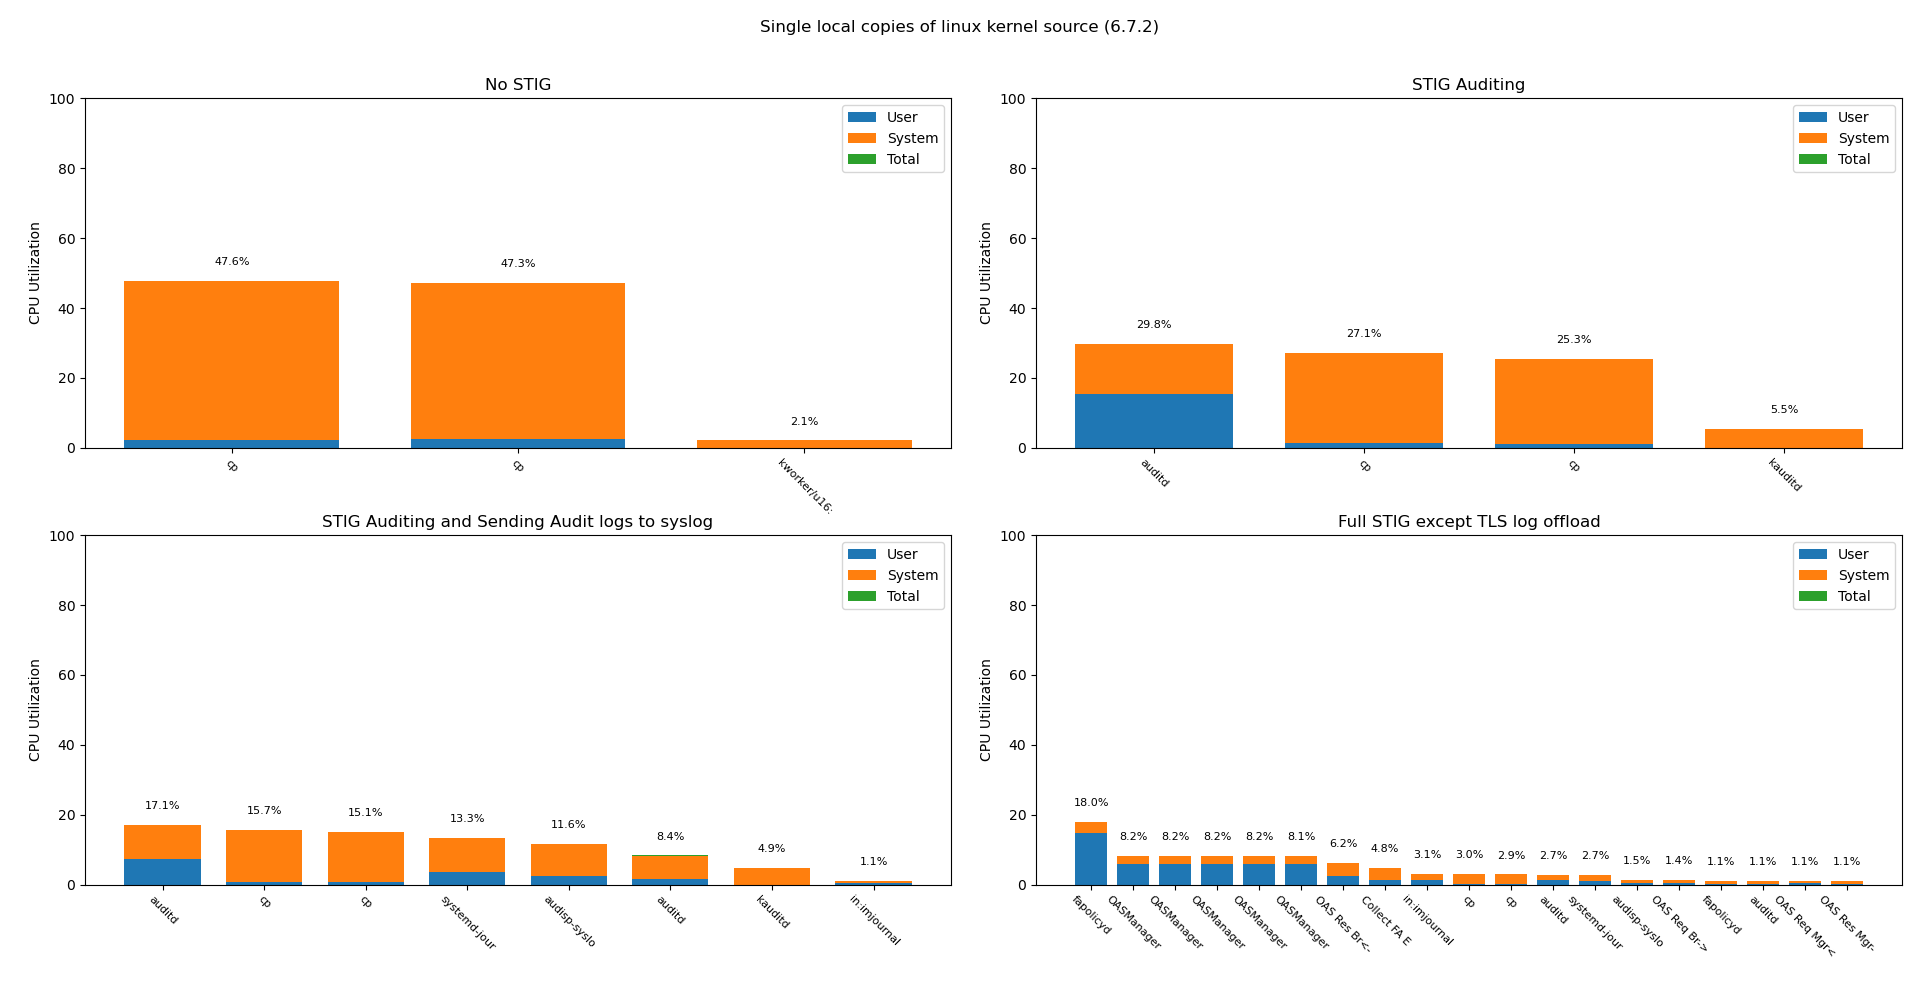 Single local copies of linux kernel source (6.7.2)
No STIG
CPU Utilization
100
80
60
40
20
0
47.6%
47.3%
2.1%
User
System
Total
cp
cp
kworker/u16:
STIG Auditing
CPU Utilization
100
80
60
40
20
0
29.8%
27.1%
25.3%
5.5%
User
System
Total
auditd
cp
cp
kauditd
STIG Auditing and Sending Audit logs to syslog
CPU Utilization
100
80
60
40
20
0
17.1%
15.7%
15.1%
13.3%
11.6%
8.4%
4.9%
1.1%
User
System
Total
auditd
cp
cp
systemd-jour
audisp-syslo
auditd
kauditd
in:imjournal
Full STIG except TLS log offload
CPU Utilization
100
80
60
40
20
0
18.0%
8.2%
8.2%
8.2%
8.2%
8.1%
6.2%
4.8%
3.1%
3.0%
2.9%
2.7%
2.7%
1.5%
1.4%
1.1%
1.1%
1.1%
1.1%
User
System
Total
fapolicyd
OASManager
OASManager
OASManager
OASManager
OASManager
OAS Res Br<-
Collect FA E
in:imjournal
cp
cp
auditd
systemd-jour
audisp-syslo
OAS Req Br->
fapolicyd
auditd
OAS Req Mgr<
OAS Res Mgr-